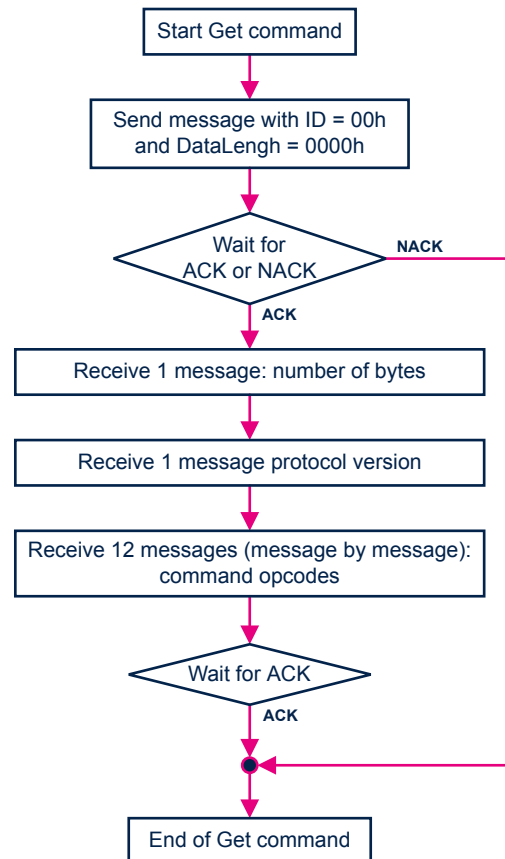 Start Get command
Send message with ID = 00h
and DataLengh = 0000h
Wait for
ACK or NACK
NACK
ACK
Receive 1 message: number of bytes
Receive 1 message protocol version
Receive 12 messages (message by message):
command opcodes
Wait for ACK
ACK
End of Get command